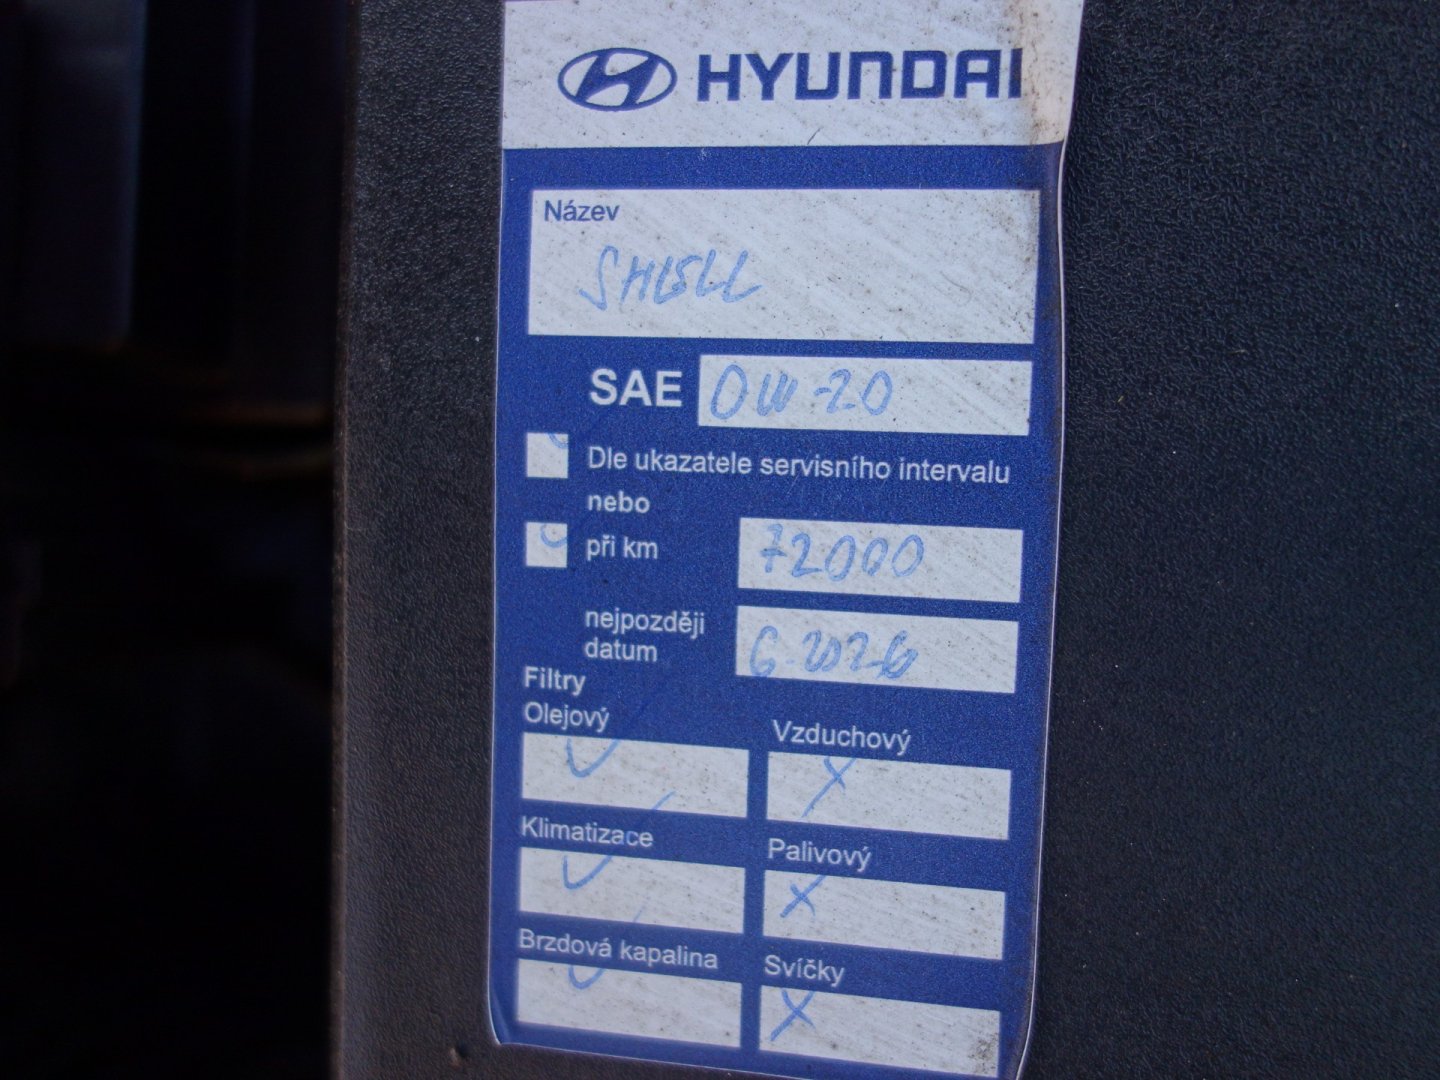 HYUNDAI
Název
SHELL
SAE 0W-20
Dle ukazatele servisního intervalu
nebo
při km 72000
nejpozději
datum 6.2026
Filtry
Olejový Vzduchový
Klimatizace Palivový
Brzdová kapalina Svíčky